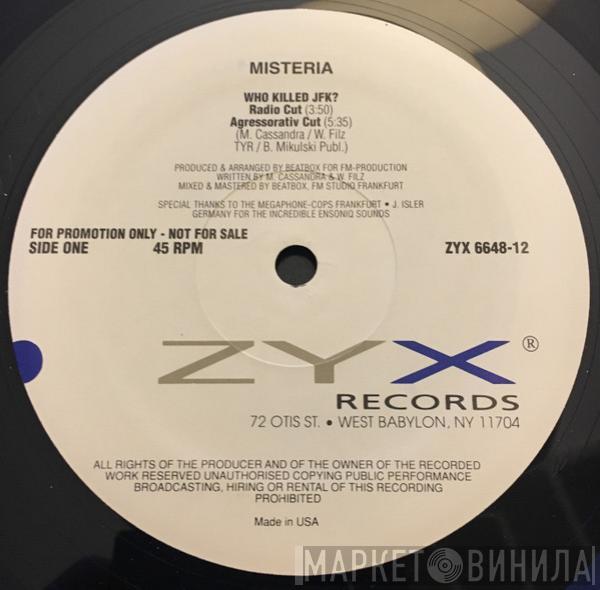 MISTERIA
WHO KILLED JFK?
Radio Cut (3:50)
Agressorativ Cut (5:35)
(M. Cassandra / W. Filz
TYR / B. Mikulski Publ.)
PRODUCED & ARRANGED BY BEATBOX FOR FM-PRODUCTION
WRITTEN BY M. CASSANDRA & W. FILZ
MIXED & MASTERED BY BEATBOX, FM STUDIO FRANKFURT
SPECIAL THANKS TO THE MEGAPHONE-COPS FRANKFURT • J. ISLER
GERMANY FOR THE INCREDIBLE ENSONIQ SOUNDS
FOR PROMOTION ONLY - NOT FOR SALE
SIDE ONE 45 RPM ZYX 6648-12
ZYX ®
RECORDS
72 OTIS ST. • WEST BABYLON, NY 11704
ALL RIGHTS OF THE PRODUCER AND OF THE OWNER OF THE RECORDED
WORK RESERVED UNAUTHORISED COPYING PUBLIC PERFORMANCE
BROADCASTING, HIRING OR RENTAL OF THIS RECORDING
PROHIBITED
Made in USA
МАРКЕТ ВИНИЛА